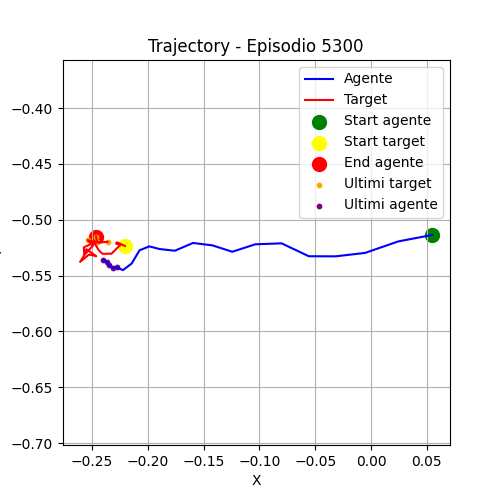 Trajectory - Episodio 5300
Agente
Target
Start agente
Start target
End agente
Ultimi target
Ultimi agente
−0.40
−0.45
−0.50
−0.55
−0.60
−0.65
−0.70
−0.25
−0.20
−0.15
−0.10
−0.05
0.00
0.05
X